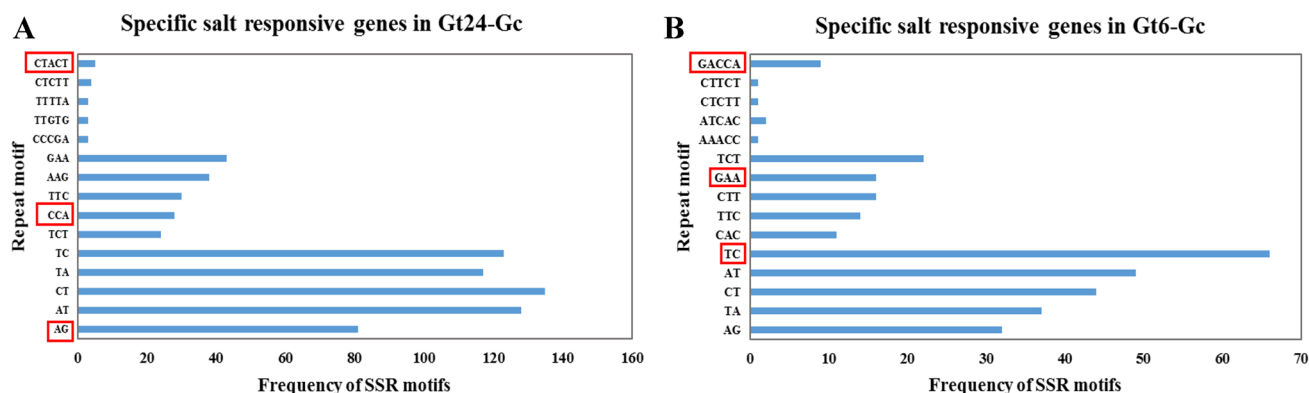 A
Specific salt responsive genes in Gt24-Gc
Repeat motif
CTACT
CTCTT
TTTTA
TTGTG
CCCGA
GAA
AAG
TTC
CCA
TCT
TC
TA
CT
AT
AG
0 20 40 60 80 100 120 140 160
Frequency of SSR motifs
B
Specific salt responsive genes in Gt6-Gc
Repeat motif
GACCA
CTTCT
CTCTT
ATCAC
AAACC
TCT
GAA
CTT
TTC
CAC
TC
AT
CT
TA
AG
0 10 20 30 40 50 60 70
Frequency of SSR motifs